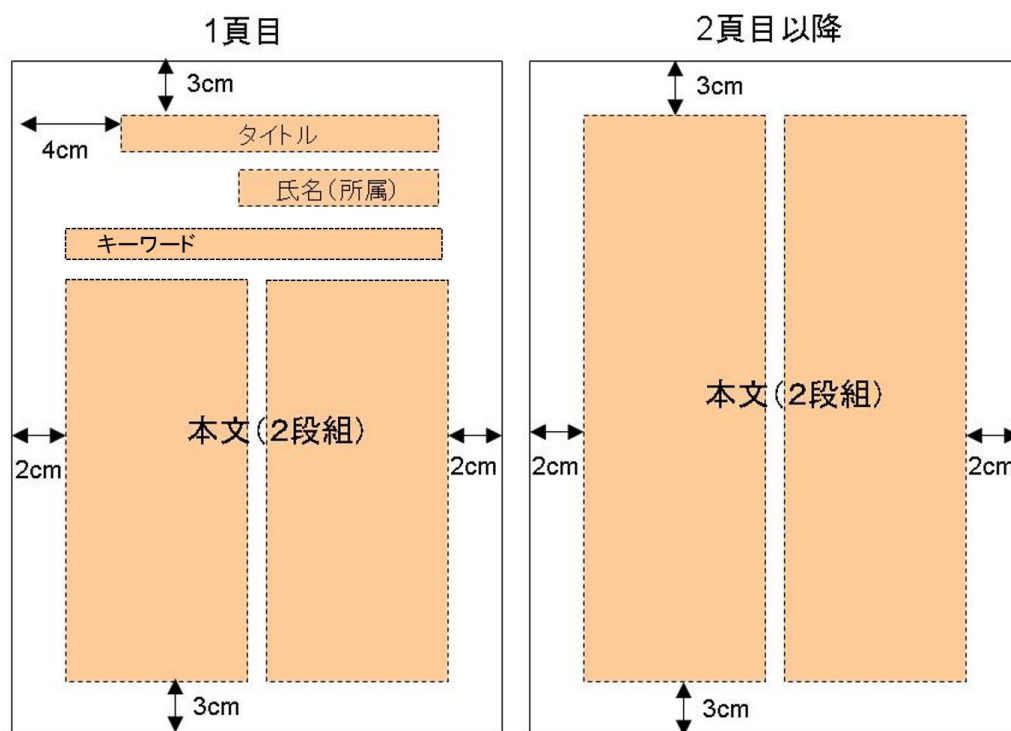 1頁目
3cm
4cm
タイトル
氏名(所属)
キーワード
本文(2段組)
2cm
2cm
3cm
2頁目以降
3cm
本文(2段組)
2cm
2cm
3cm